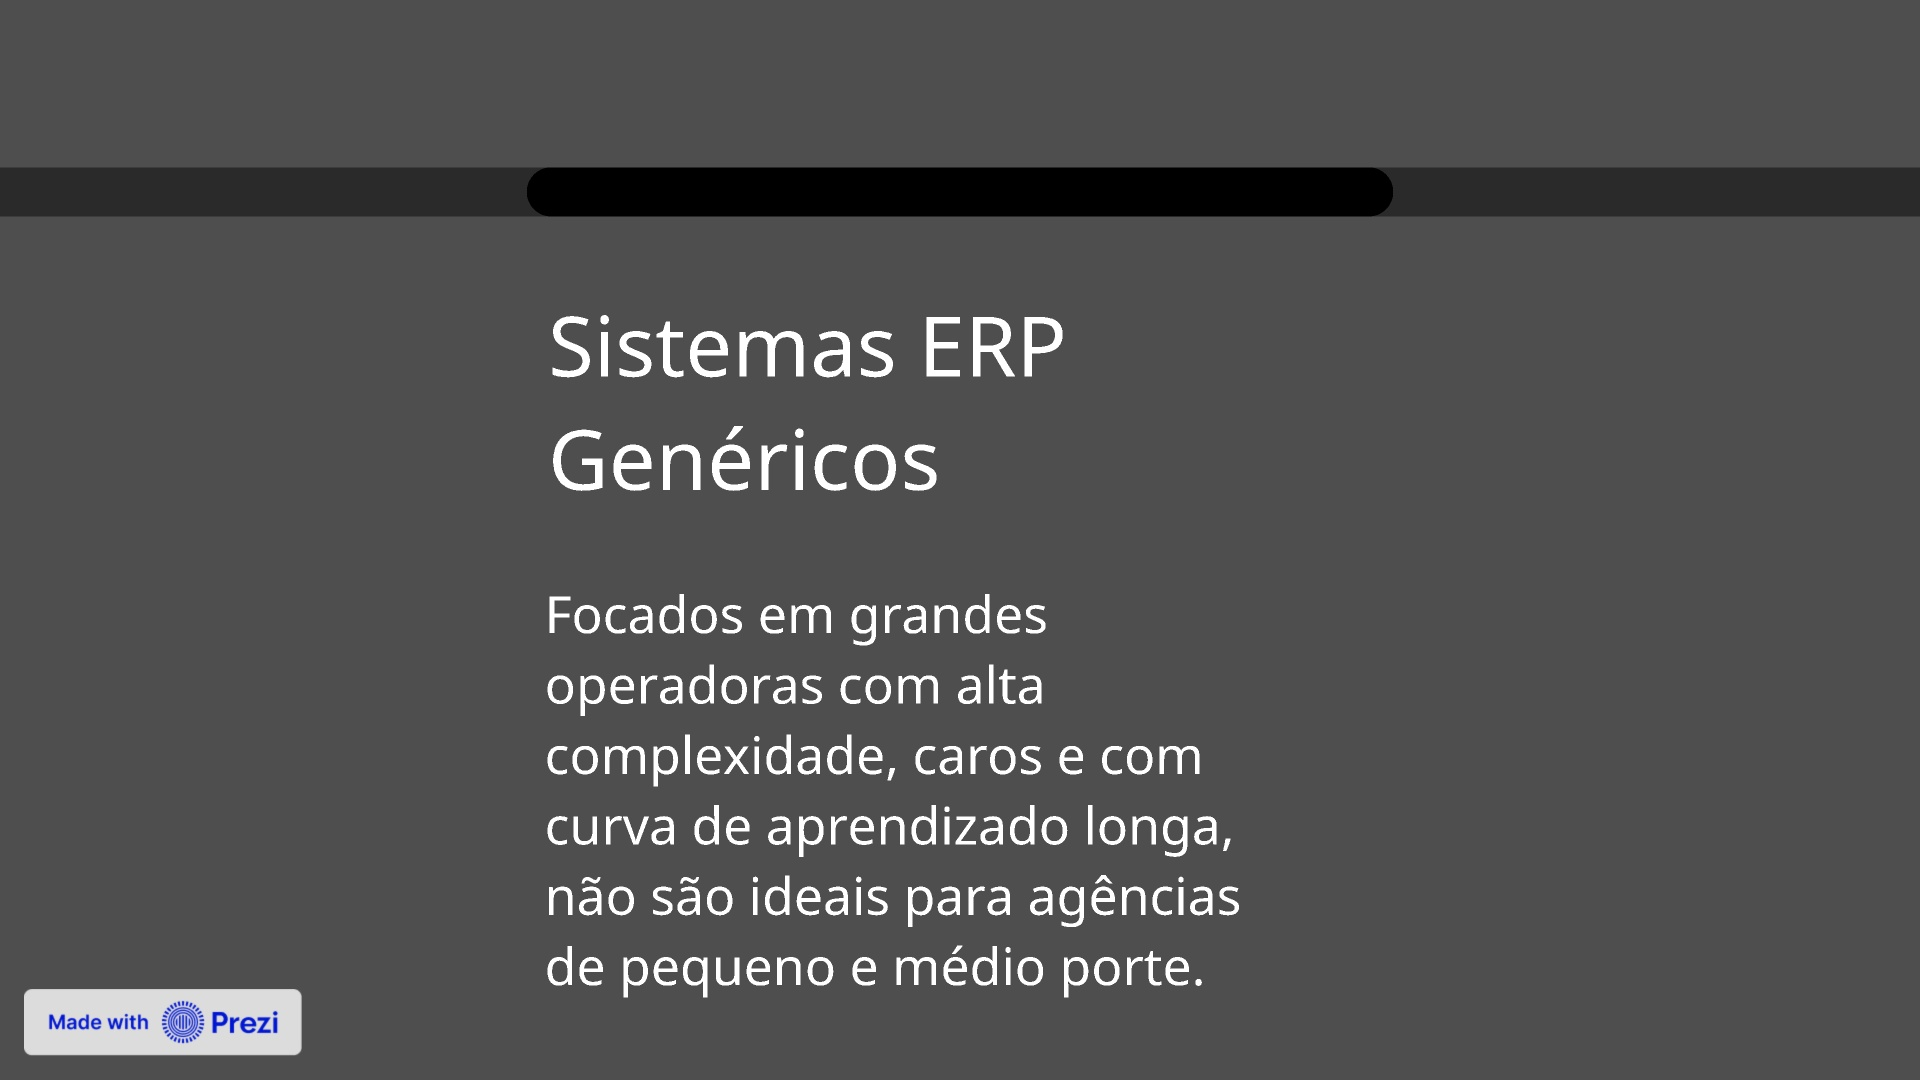 Sistemas ERP
Genéricos
Focados em grandes
operadoras com alta
complexidade, caros e com
curva de aprendizado longa,
não são ideais para agências
de pequeno e médio porte.
Made with Prezi